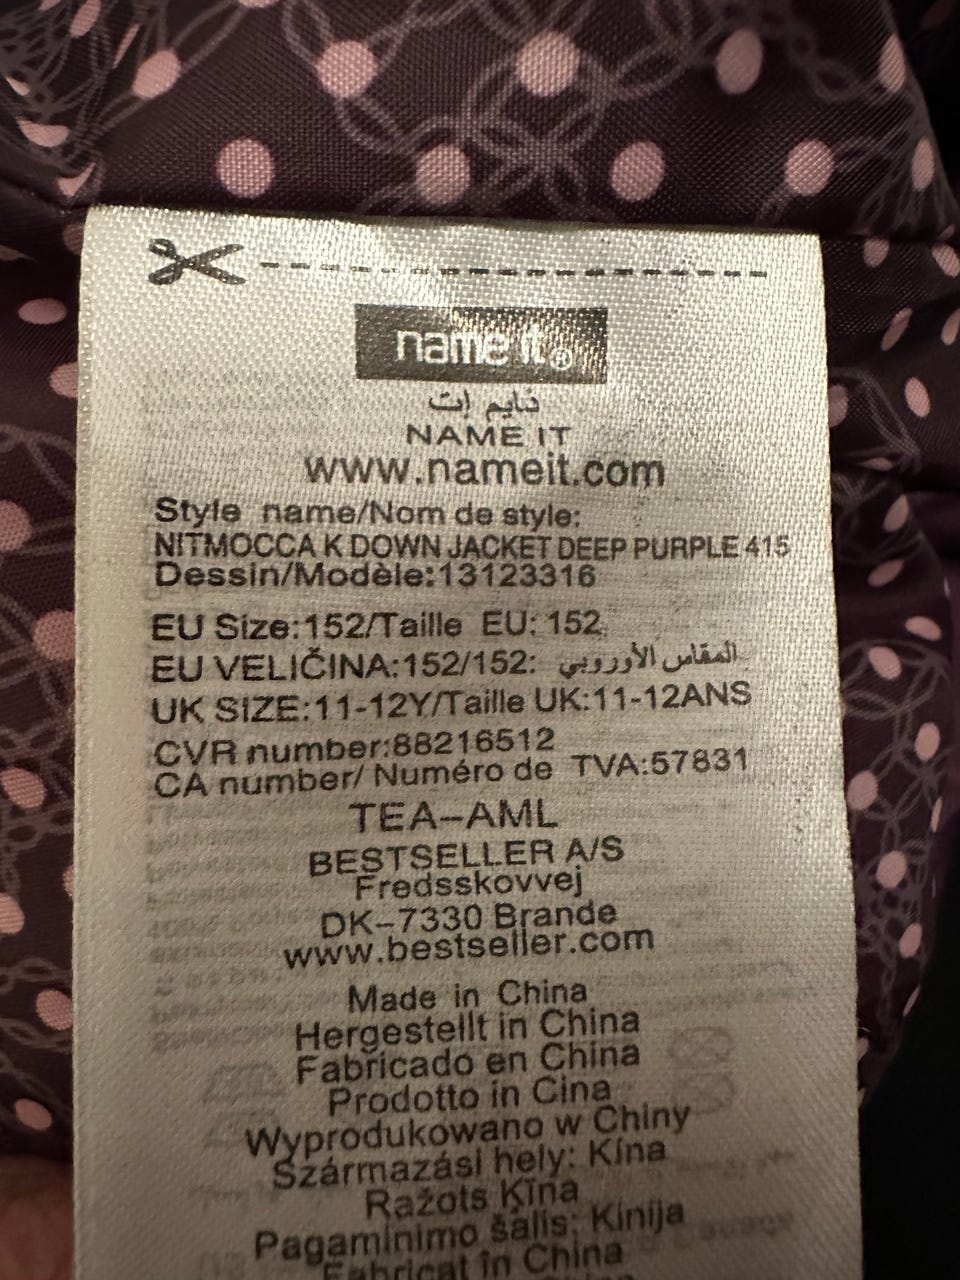 name it®
نايم إت
NAME IT
www.nameit.com
Style name/Nom de style:
NITMOCCA K DOWN JACKET DEEP PURPLE 415
Dessin/Modèle:13123316
EU Size:152/Taille EU: 152
EU VELIČINA:152/152: المقاس الأوروبي
UK SIZE:11-12Y/Taille UK:11-12ANS
CVR number:88216512
CA number/ Numéro de TVA:57831
TEA-AML
BESTSELLER A/S
Fredsskovvej
DK-7330 Brande
www.bestseller.com
Made in China
Hergestellt in China
Fabricado en China
Prodotto in Cina
Wyprodukowano w Chiny
Származási hely: Kína
Ražots Ķīna
Pagaminimo šalis: Kinija
Fabricat în China
China